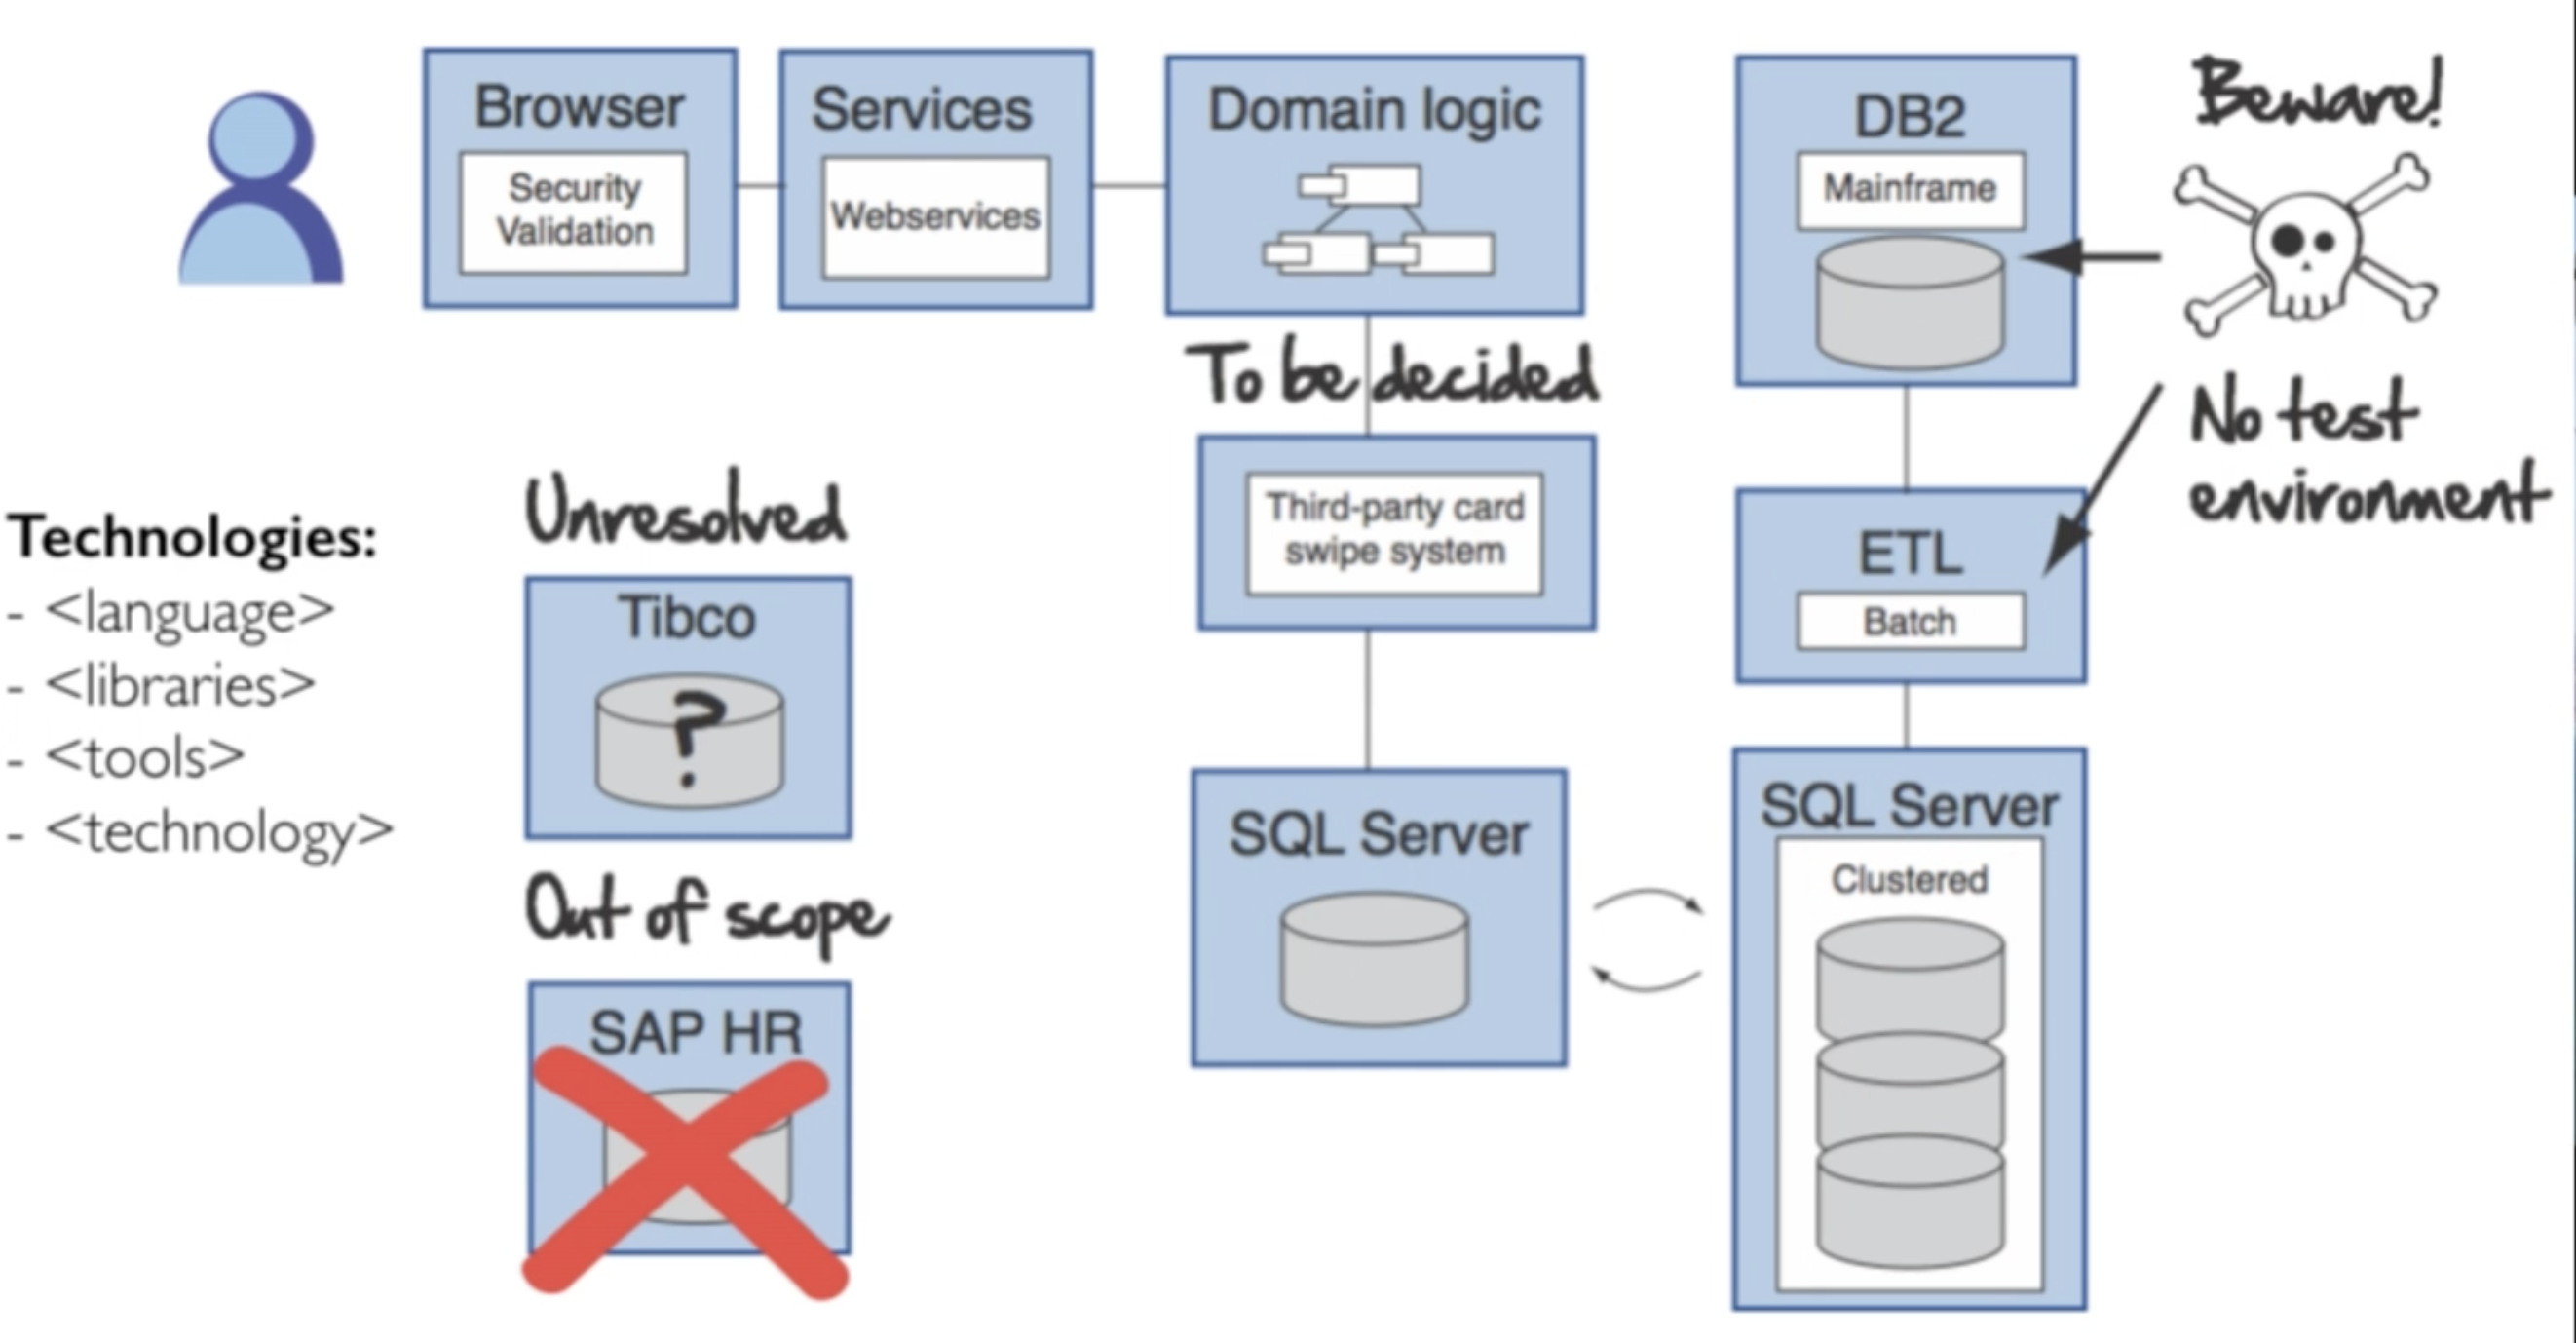 Browser
Security
Validation
Services
Webservices
Domain logic
DB2
Mainframe
Beware!
To be decided
No test
environment
Third-party card
swipe system
ETL
Batch
Unresolved
Tibco
?
Technologies:
- <language>
- <libraries>
- <tools>
- <technology>
SQL Server
SQL Server
Clustered
Out of scope
SAP HR